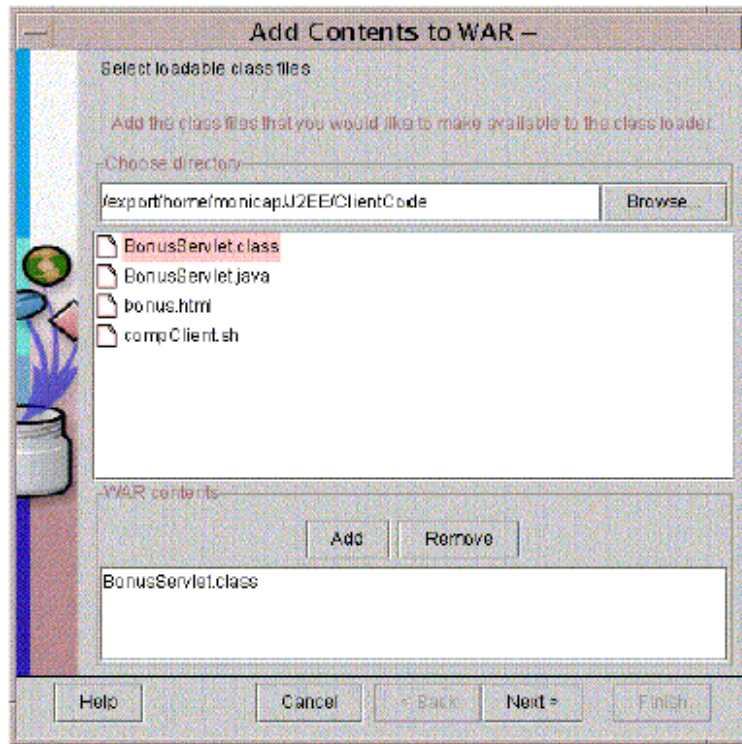 Add Contents to WAR –
Select loadable class files
Add the class files that you would like to make available to the class loader.
Choose directory
/export/home/monicap/J2EE/ClientCode
Browse...
BonusServlet.class
BonusServlet.java
bonus.html
compClient.sh
WAR contents
Add Remove
BonusServlet.class
Help Cancel < Back Next > Finish